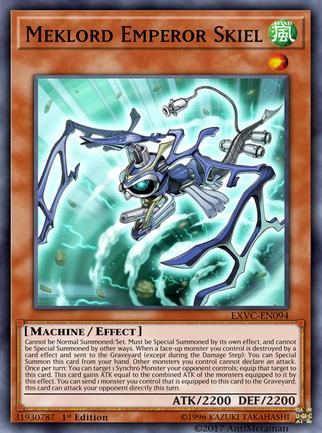 Meklord Emperor Skiel
WIND
風
EXVC-EN094
[Machine / Effect]
Cannot be Normal Summoned/Set. Must be Special Summoned by its own effect, and cannot
be Special Summoned by other ways. When a face-up monster you control is destroyed by a
card effect and sent to the Graveyard (except during the Damage Step): You can Special
Summon this card from your hand. Other monsters you control cannot declare an attack.
Once per turn: You can target 1 Synchro Monster your opponent controls; equip that target to
this card. This card gains ATK equal to the combined ATK of the monsters equipped to it by
this effect. You can send 1 monster you control that is equipped to this card to the Graveyard;
this card can attack your opponent directly this turn.
ATK/2200 DEF/2200
31930787 1st Edition ©1996 KAZUKI TAKAHASHI
©2017 AntiMetaman